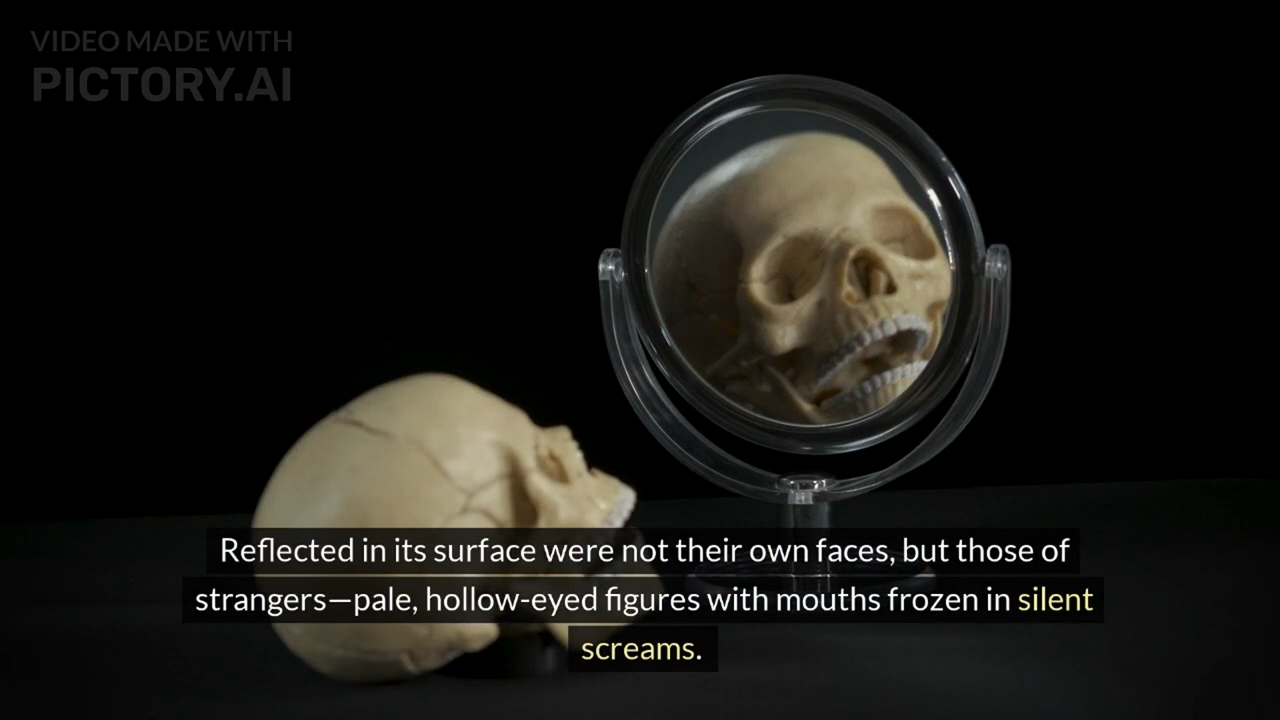 VIDEO MADE WITH
PICTORY.AI
Reflected in its surface were not their own faces, but those of
strangers—pale, hollow-eyed figures with mouths frozen in silent
screams.